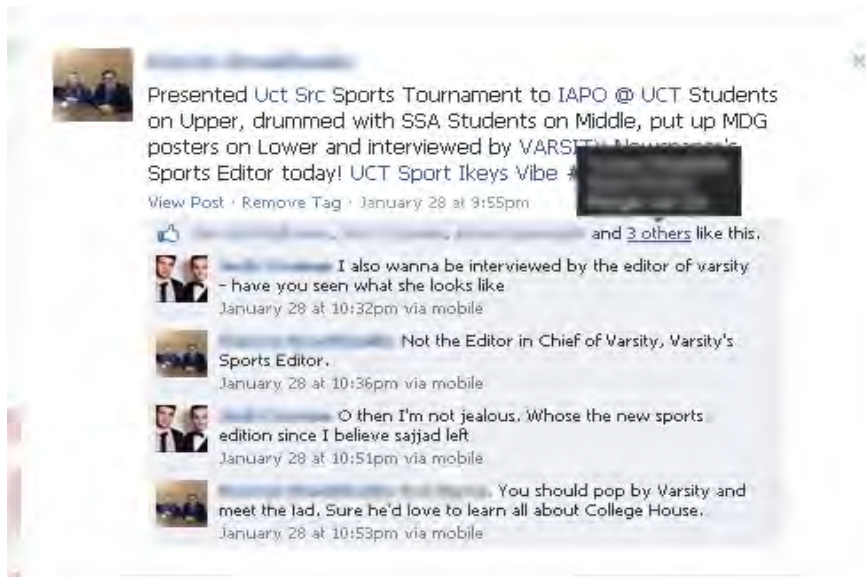 Presented Uct Src Sports Tournament to IAPO @ UCT Students
on Upper, drummed with SSA Students on Middle, put up MDG
posters on Lower and interviewed by VARSITY Newspaper's
Sports Editor today! UCT Sport Ikeys Vibe #
View Post · Remove Tag · January 28 at 9:55pm
and 3 others like this.
I also wanna be interviewed by the editor of varsity
- have you seen what she looks like
January 28 at 10:32pm via mobile
Not the Editor in Chief of Varsity, Varsity's
Sports Editor.
January 28 at 10:36pm via mobile
O then I'm not jealous. Whose the new sports
edition since I believe sajjad left
January 28 at 10:51pm via mobile
. You should pop by Varsity and
meet the lad. Sure he'd love to learn all about College House.
January 28 at 10:53pm via mobile